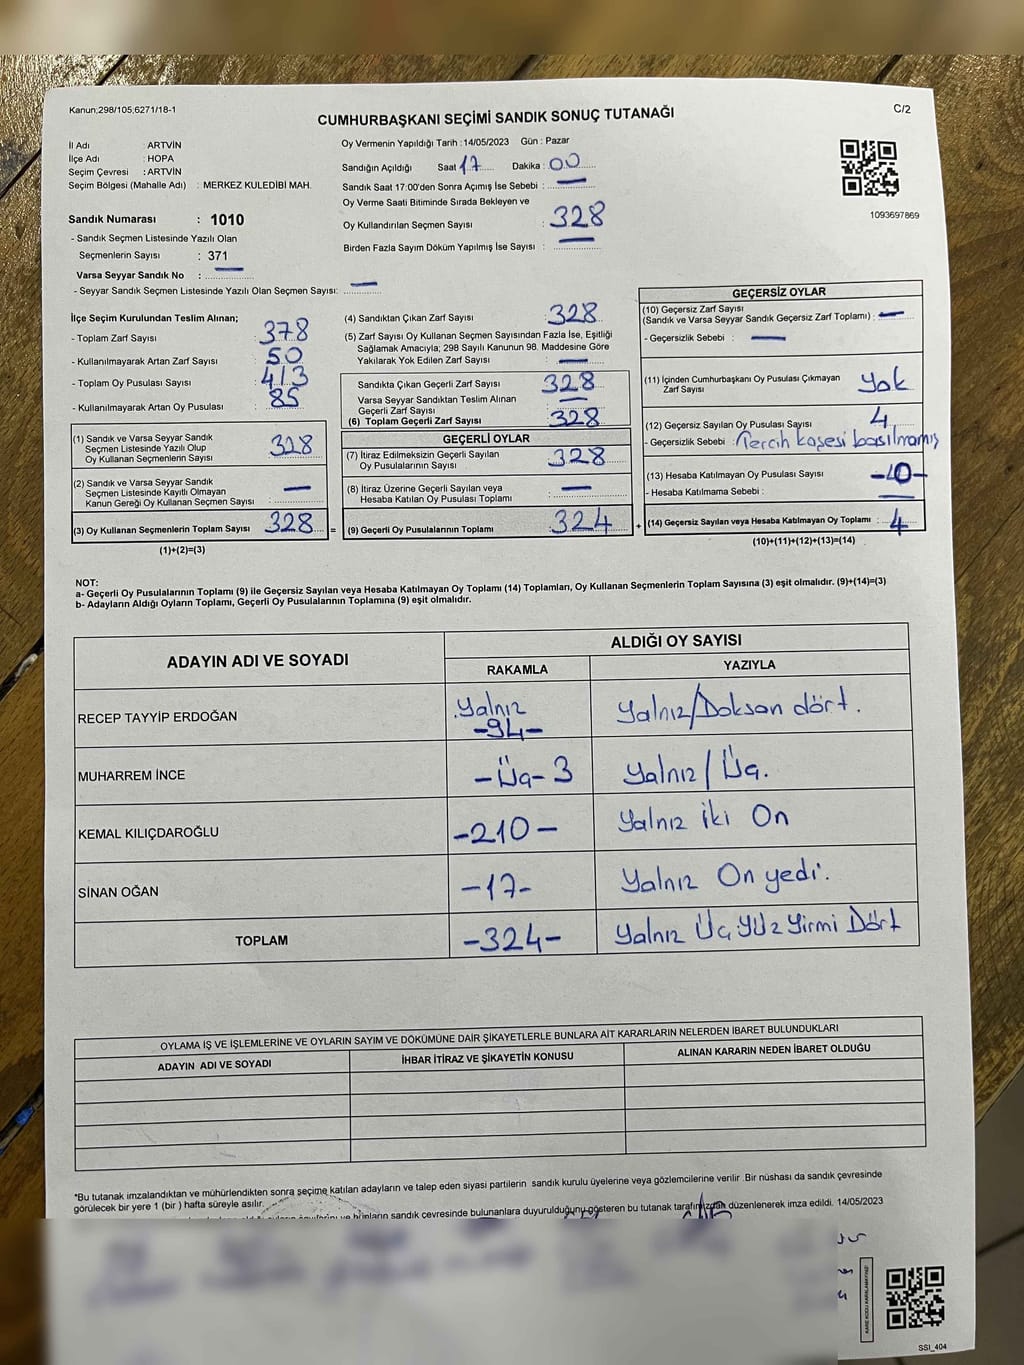 Kanun;298/105,6271/18-1
C/2
CUMHURBAŞKANI SEÇİMİ SANDIK SONUÇ TUTANAĞI
İl Adı : ARTVİN
İlçe Adı : HOPA
Seçim Çevresi : ARTVİN
Seçim Bölgesi (Mahalle Adı) : MERKEZ KULEDİBİ MAH.
Sandık Numarası : 1010
- Sandık Seçmen Listesinde Yazılı Olan
Seçmenlerin Sayısı : 371
Varsa Seyyar Sandık No : —
- Seyyar Sandık Seçmen Listesinde Yazılı Olan Seçmen Sayısı: —
Oy Vermenin Yapıldığı Tarih :14/05/2023 Gün : Pazar
Sandığın Açıldığı Saat 17 Dakika : 00
Sandık Saat 17:00'den Sonra Açımış İse Sebebi : —
Oy Verme Saati Bitiminde Sırada Bekleyen ve
Oy Kullandırılan Seçmen Sayısı : 328
Birden Fazla Sayım Döküm Yapılmış İse Sayısı : —
1093697869
İlçe Seçim Kurulundan Teslim Alınan;
- Toplam Zarf Sayısı : 378
- Kullanılmayarak Artan Zarf Sayısı : 50
- Toplam Oy Pusulası Sayısı : 413
- Kullanılmayarak Artan Oy Pusulası : 85
(1) Sandık ve Varsa Seyyar Sandık
Seçmen Listesinde Yazılı Olup
Oy Kullanan Seçmenlerin Sayısı : 328
(2) Sandık ve Varsa Seyyar Sandık
Seçmen Listesinde Kayıtlı Olmayan
Kanun Gereği Oy Kullanan Seçmen Sayısı : —
(3) Oy Kullanan Seçmenlerin Toplam Sayısı : 328 =
(1)+(2)=(3)
(4) Sandıktan Çıkan Zarf Sayısı : 328
(5) Zarf Sayısı Oy Kullanan Seçmen Sayısından Fazla İse, Eşitliği
Sağlamak Amacıyla; 298 Sayılı Kanunun 98. Maddesine Göre
Yakılarak Yok Edilen Zarf Sayısı : —
Sandıkta Çıkan Geçerli Zarf Sayısı : 328
Varsa Seyyar Sandıktan Teslim Alınan
Geçerli Zarf Sayısı : —
(6) Toplam Geçerli Zarf Sayısı : 328
GEÇERLİ OYLAR
(7) İtiraz Edilmeksizin Geçerli Sayılan
Oy Pusulalarının Sayısı : 328
(8) İtiraz Üzerine Geçerli Sayılan veya
Hesaba Katılan Oy Pusulası Toplamı : —
(9) Geçerli Oy Pusulalarının Toplamı : 324 +
GEÇERSİZ OYLAR
(10) Geçersiz Zarf Sayısı
(Sandık ve Varsa Seyyar Sandık Geçersiz Zarf Toplamı) : —
- Geçersizlik Sebebi : —
(11) İçinden Cumhurbaşkanı Oy Pusulası Çıkmayan
Zarf Sayısı : Yok
(12) Geçersiz Sayılan Oy Pusulası Sayısı : 4
- Geçersizlik Sebebi : Tercih kaşesi basılmamış
(13) Hesaba Katılmayan Oy Pusulası Sayısı
- Hesaba Katılmama Sebebi : —
(14) Geçersiz Sayılan veya Hesaba Katılmayan Oy Toplamı : 4
(10)+(11)+(12)+(13)=(14)
NOT:
a- Geçerli Oy Pusulalarının Toplamı (9) ile Geçersiz Sayılan veya Hesaba Katılmayan Oy Toplamı (14) Toplamları, Oy Kullanan Seçmenlerin Toplam Sayısına (3) eşit olmalıdır. (9)+(14)=(3)
b- Adayların Aldığı Oyların Toplamı, Geçerli Oy Pusulalarının Toplamına (9) eşit olmalıdır.
ADAYIN ADI VE SOYADI
ALDIĞI OY SAYISI
RAKAMLA YAZIYLA
RECEP TAYYİP ERDOĞAN Yalnız -94- Yalnız/Doksan dört.
MUHARREM İNCE -Üç- 3 Yalnız / Üç.
KEMAL KILIÇDAROĞLU -210- Yalnız İki On
SİNAN OĞAN -17- Yalnız On yedi.
TOPLAM -324- Yalnız Üç Yüz Yirmi Dört
OYLAMA İŞ VE İŞLEMLERİNE VE OYLARIN SAYIM VE DÖKÜMÜNE DAİR ŞİKAYETLERLE BUNLARA AİT KARARLARIN NELERDEN İBARET BULUNDUKLARI
ADAYIN ADI VE SOYADI İHBAR İTİRAZ VE ŞİKAYETİN KONUSU ALINAN KARARIN NEDEN İBARET OLDUĞU
*Bu tutanak imzalandıktan ve mühürlendikten sonra seçime katılan adayların ve talep eden siyasi partilerin sandık kurulu üyelerine veya gözlemcilerine verilir .Bir nüshası da sandık çevresinde
görülecek bir yere 1 (bir ) hafta süreyle asılır.
bunların sandık çevresinde bulunanlara duyurulduğunu gösteren bu tutanak tarafımızdan düzenlenerek imza edildi. 14/05/2023
SSI_404